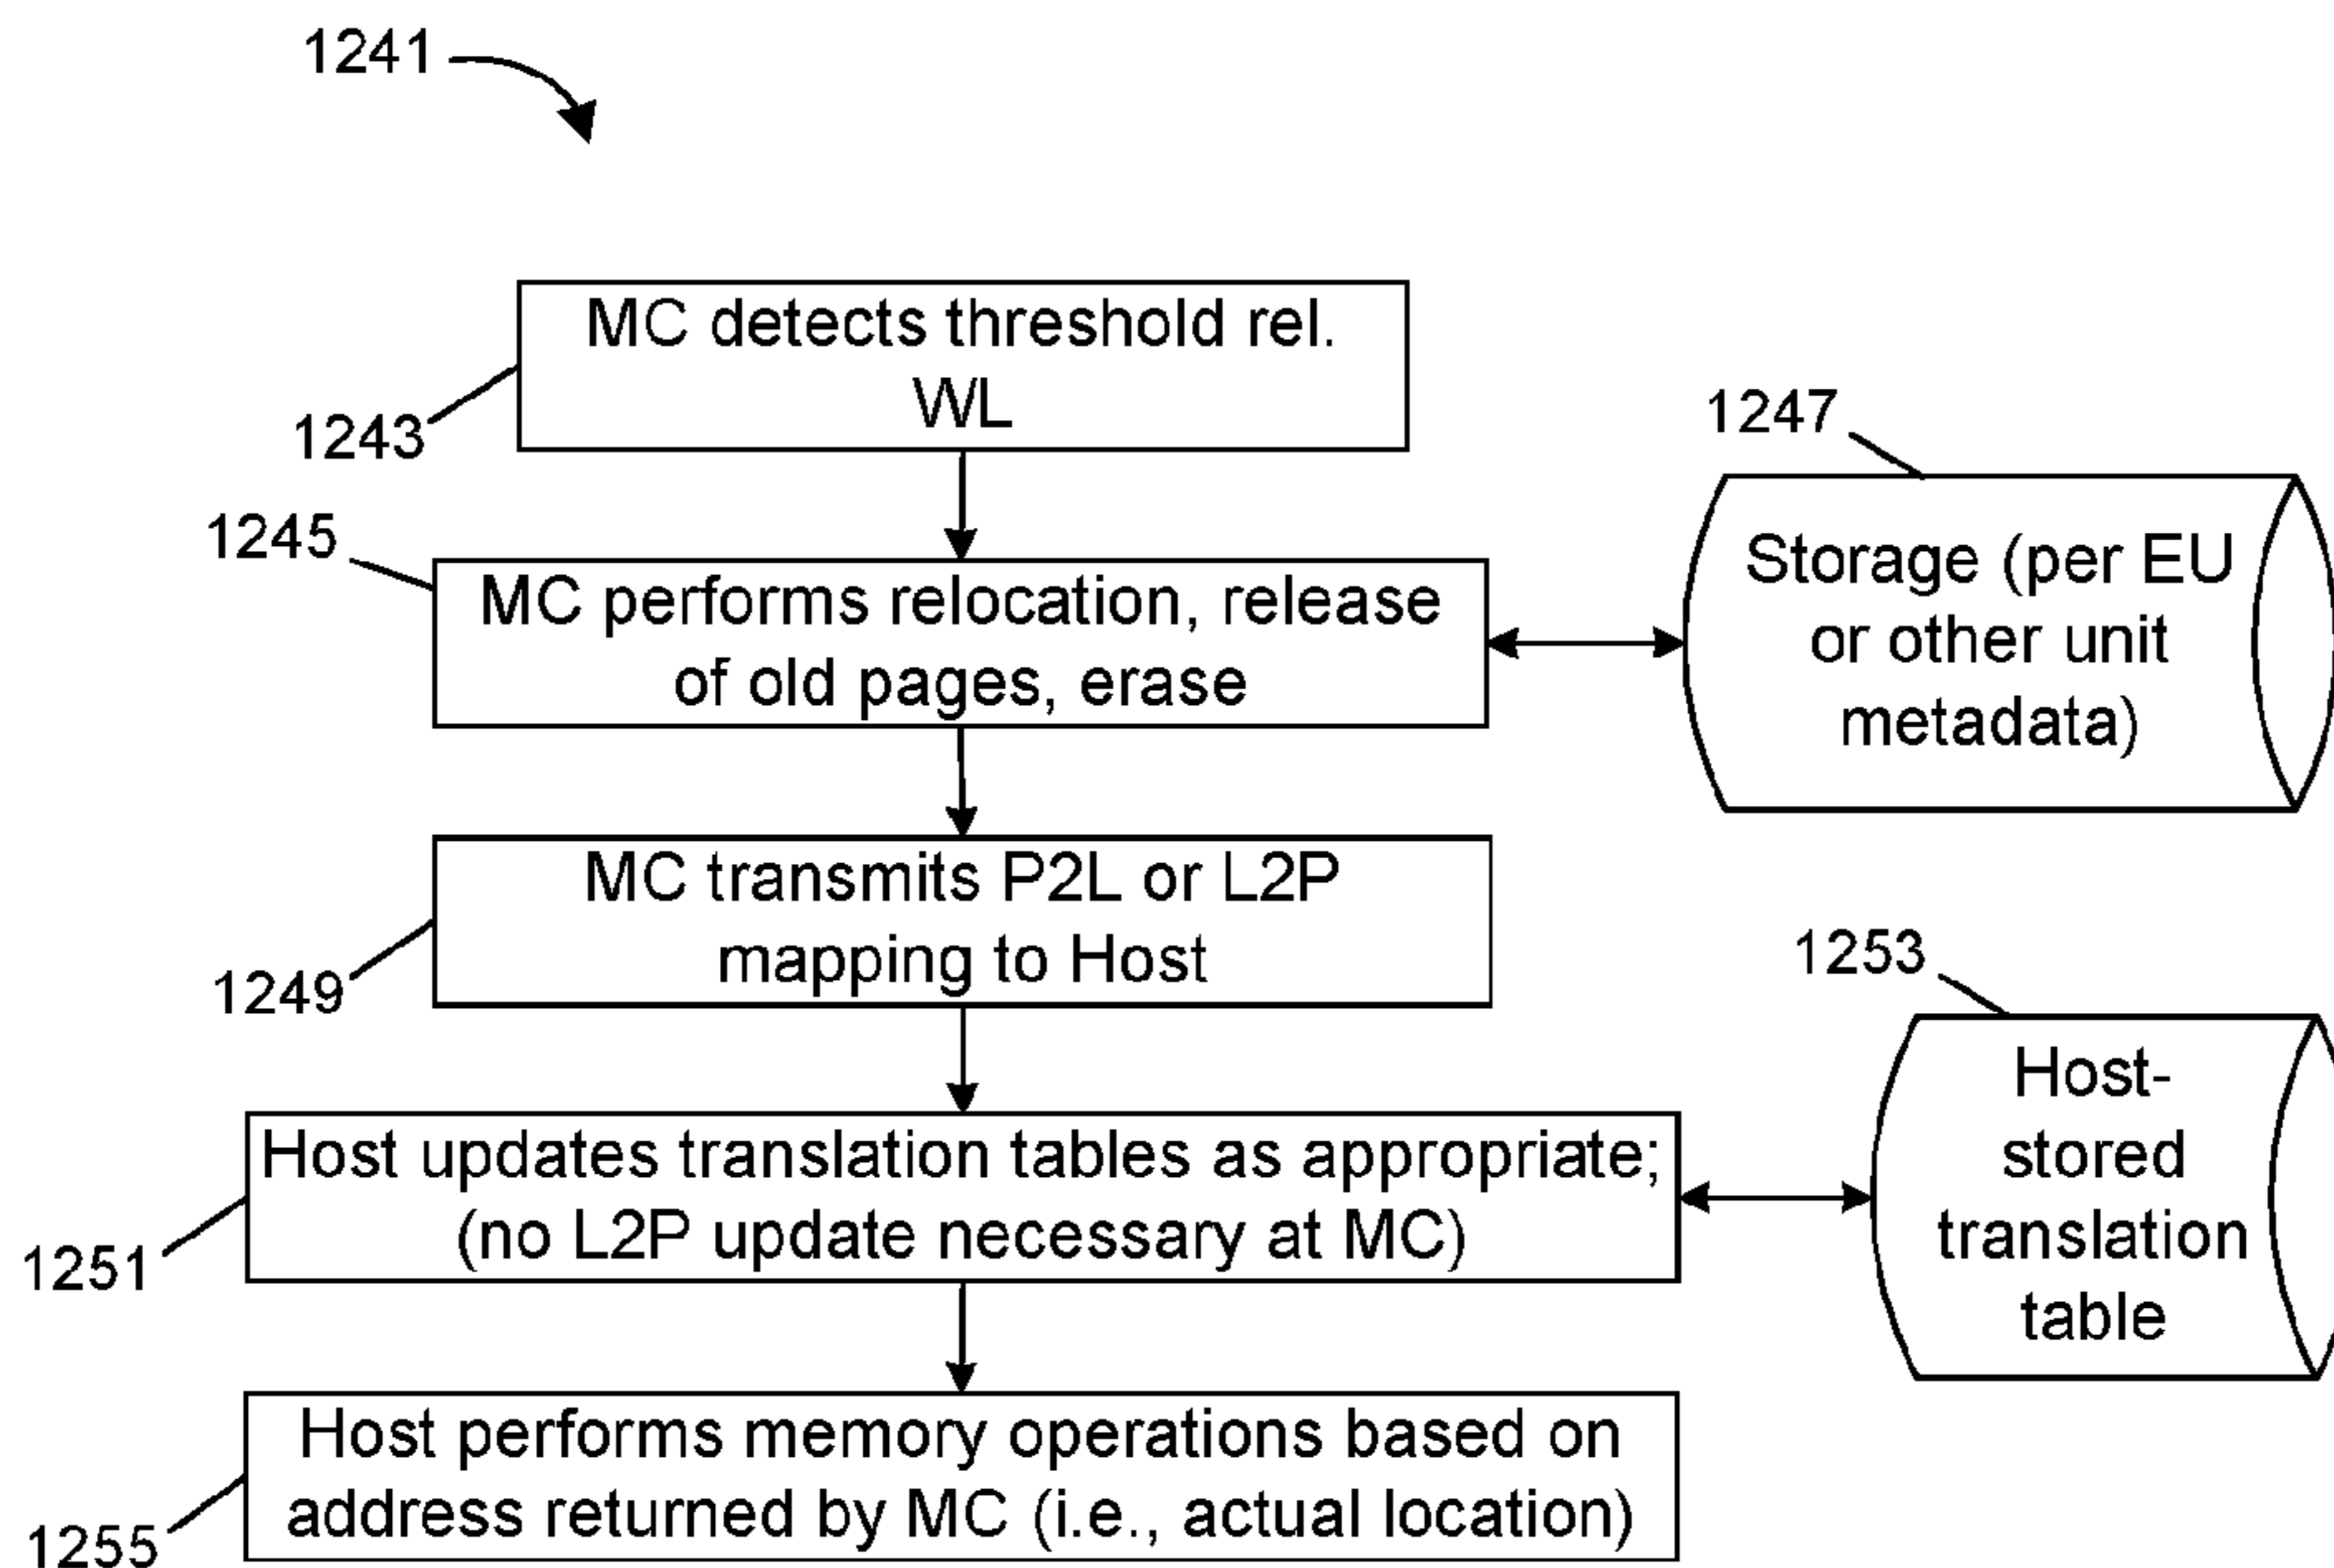 1241
MC detects threshold rel.
WL
1243
1247
1245
MC performs relocation, release
of old pages, erase
Storage (per EU
or other unit
metadata)
MC transmits P2L or L2P
mapping to Host
1249
1253
Host updates translation tables as appropriate;
(no L2P update necessary at MC)
1251
Host-
stored
translation
table
Host performs memory operations based on
address returned by MC (i.e., actual location)
1255